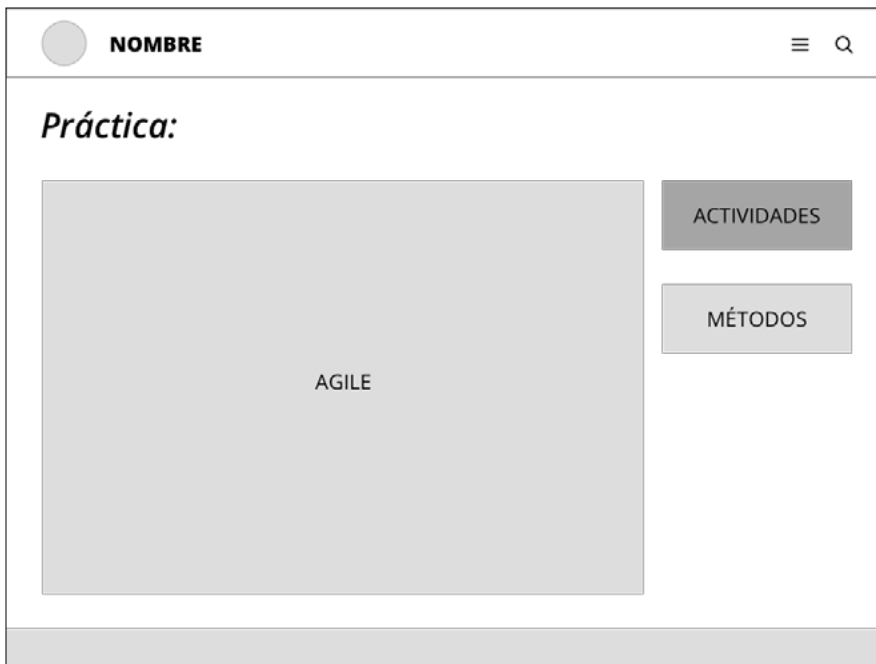 NOMBRE
Práctica:
ACTIVIDADES
MÉTODOS
AGILE